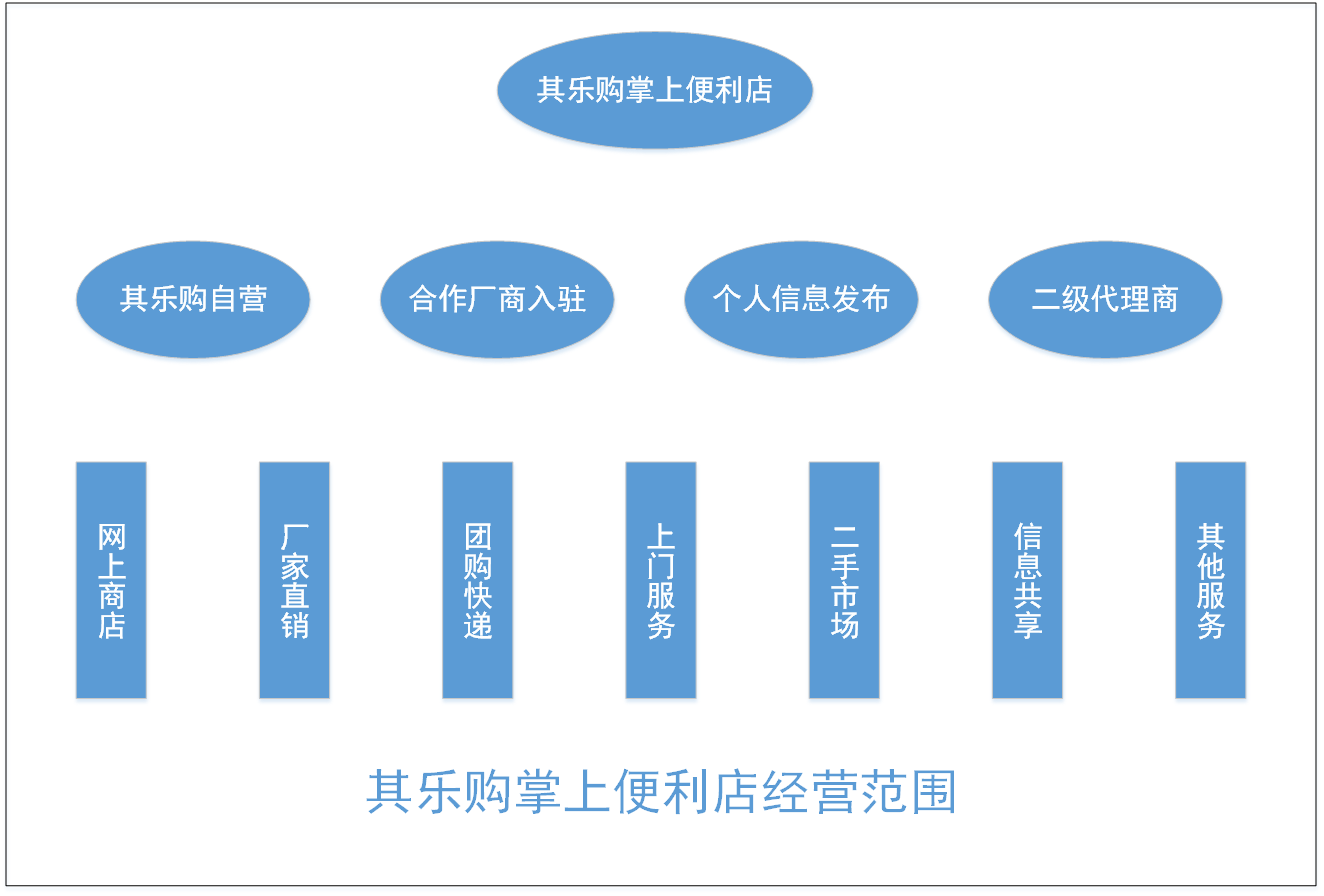 其乐购掌上便利店
其乐购自营
合作厂商入驻
个人信息发布
二级代理商
网上商店
厂家直销
团购快递
上门服务
二手市场
信息共享
其他服务
其乐购掌上便利店经营范围